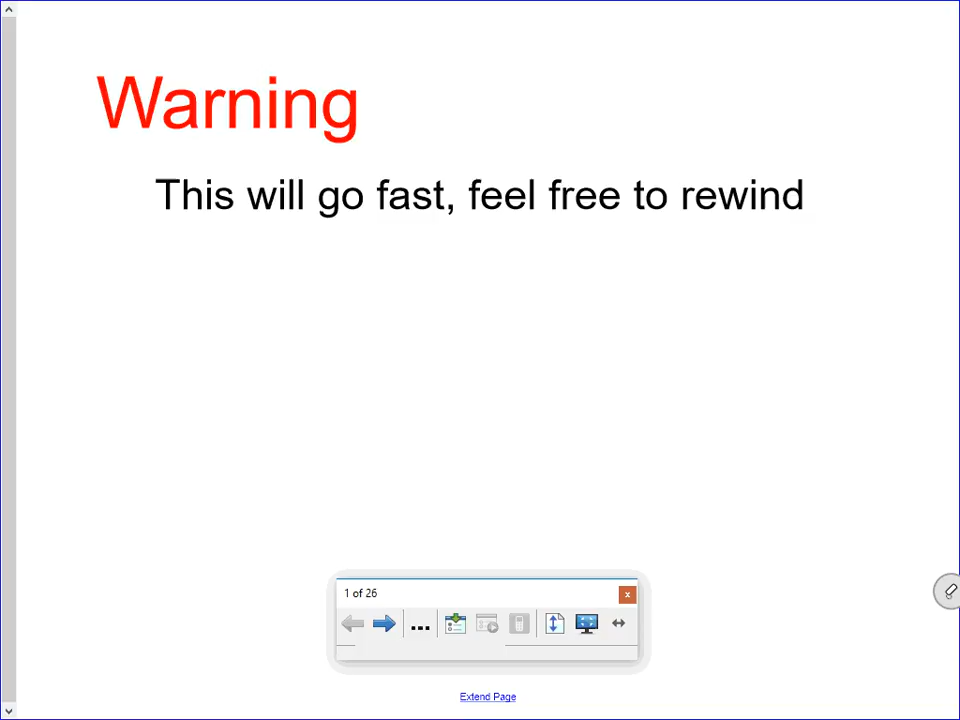 Warning
This will go fast, feel free to rewind
1 of 26
x
...
Extend Page